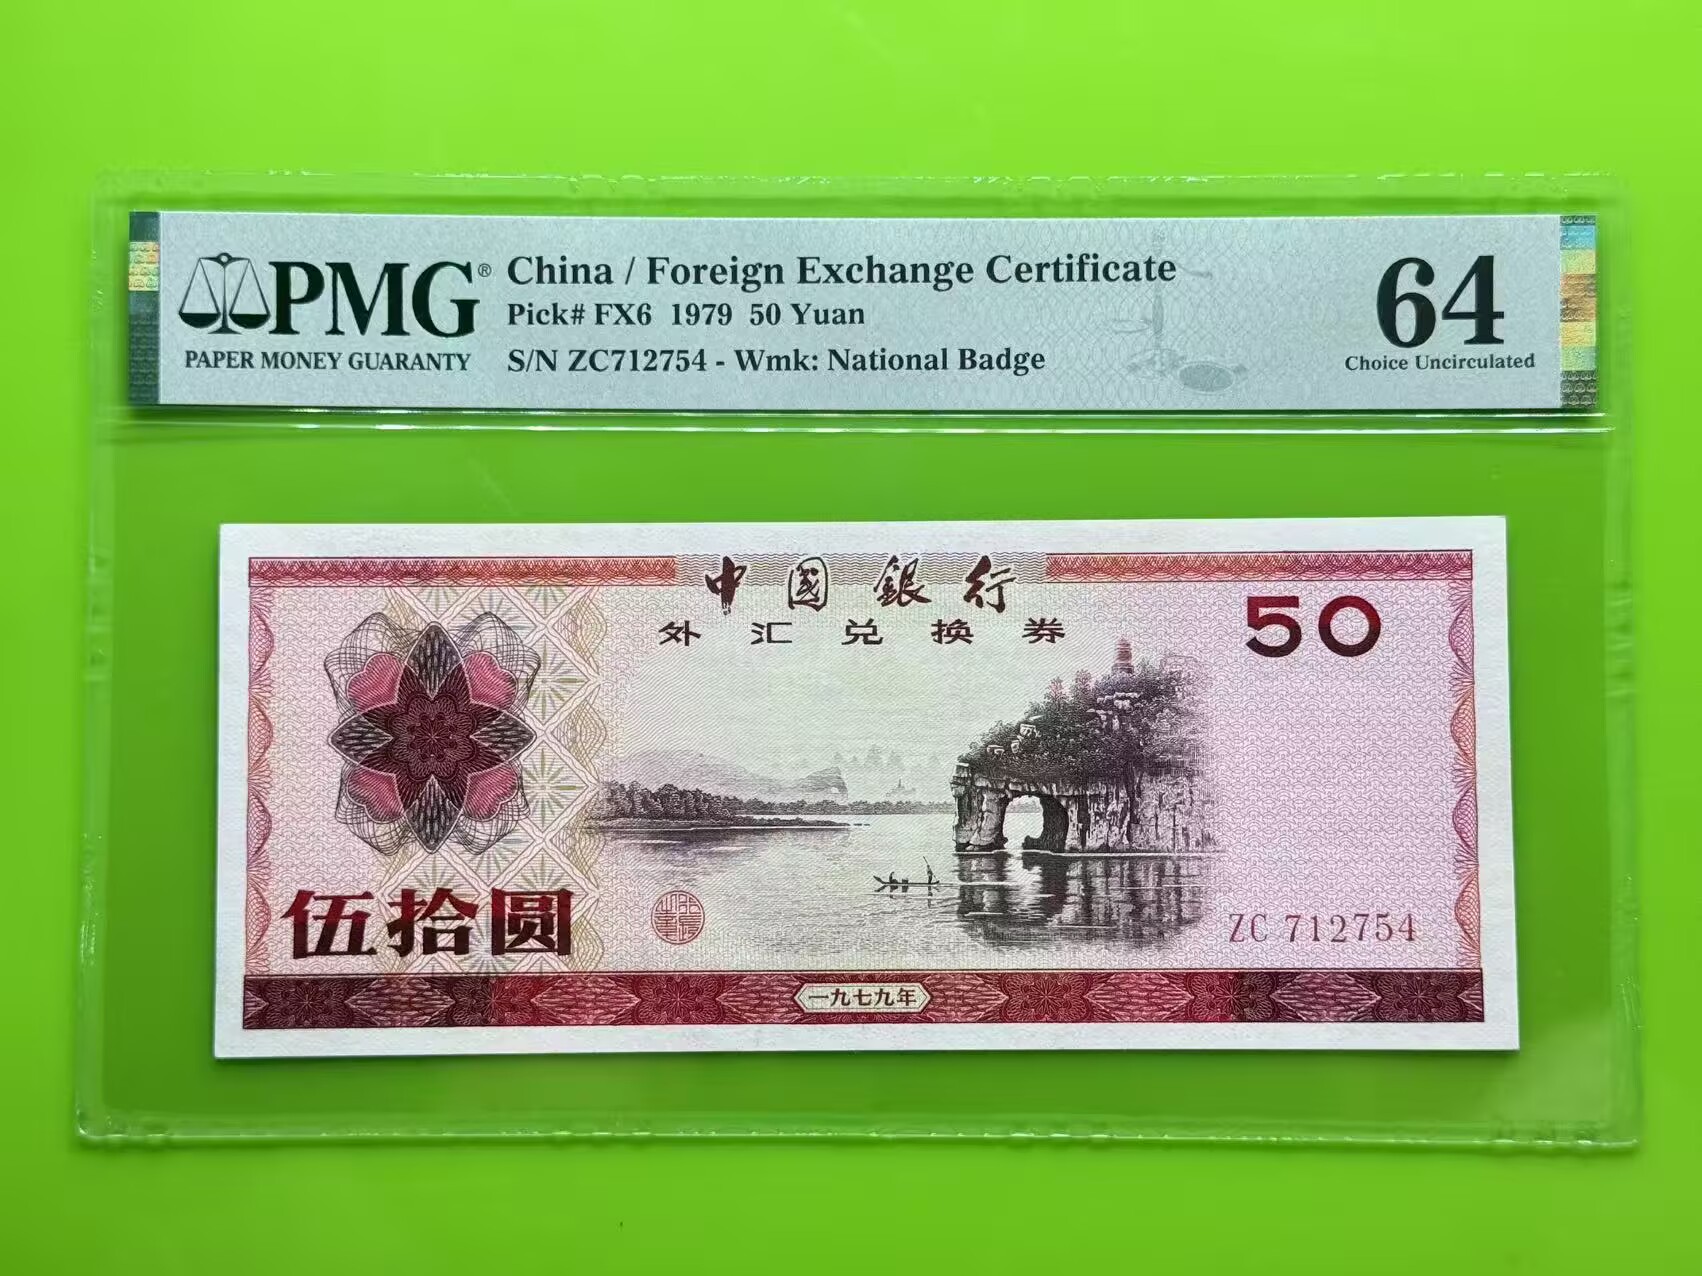 PMG®
PAPER MONEY GUARANTY
China / Foreign Exchange Certificate
Pick# FX6 1979 50 Yuan
S/N ZC712754 - Wmk: National Badge
64
Choice Uncirculated
中國銀行
外汇兑换券
50
伍拾圆
ZC 712754
一九七九年